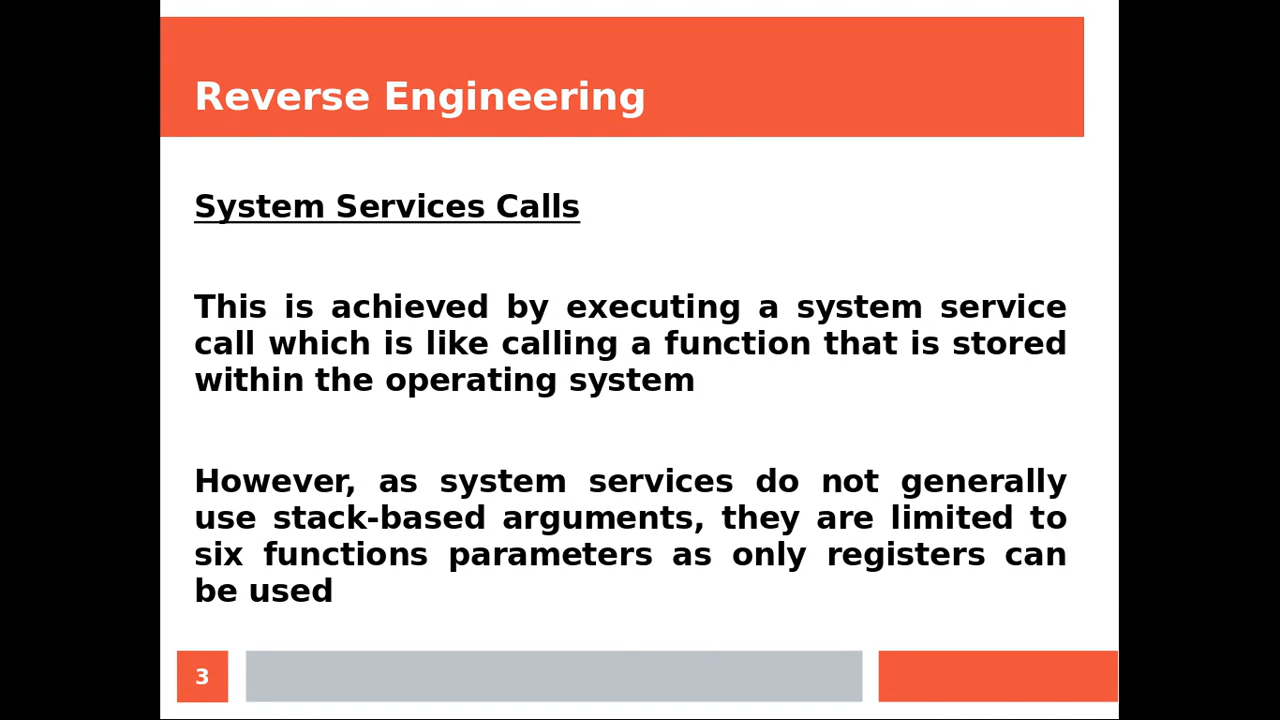 Reverse Engineering
System Services Calls
This is achieved by executing a system service
call which is like calling a function that is stored
within the operating system
However, as system services do not generally
use stack-based arguments, they are limited to
six functions parameters as only registers can
be used
3